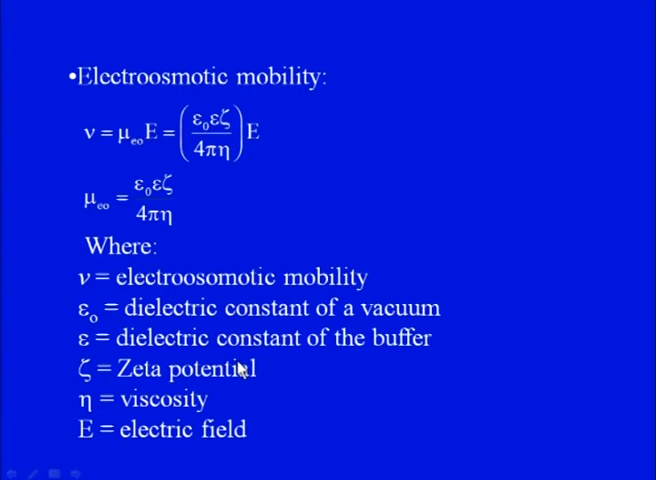 •Electroosmotic mobility:
ν = μeoE = (ε0εζ / 4πη) E
μeo = ε0εζ / 4πη
Where:
ν = electroosomotic mobility
εo = dielectric constant of a vacuum
ε = dielectric constant of the buffer
ζ = Zeta potential
η = viscosity
E = electric field